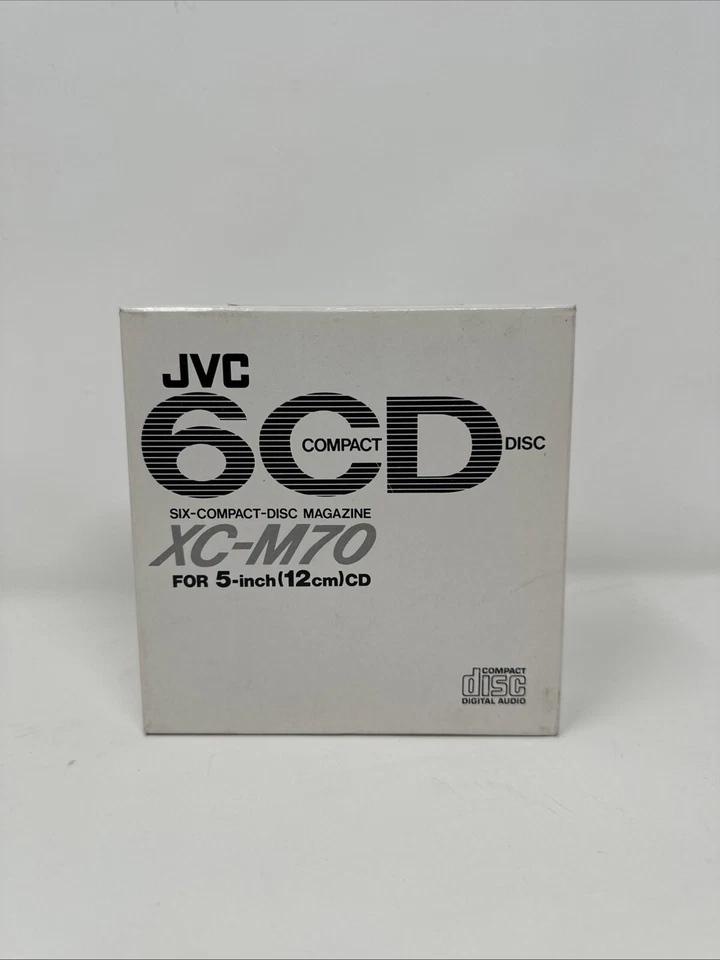 JVC
6CD
COMPACT DISC
SIX-COMPACT-DISC MAGAZINE
XC-M70
FOR 5-inch(12cm)CD
COMPACT
disc
DIGITAL AUDIO